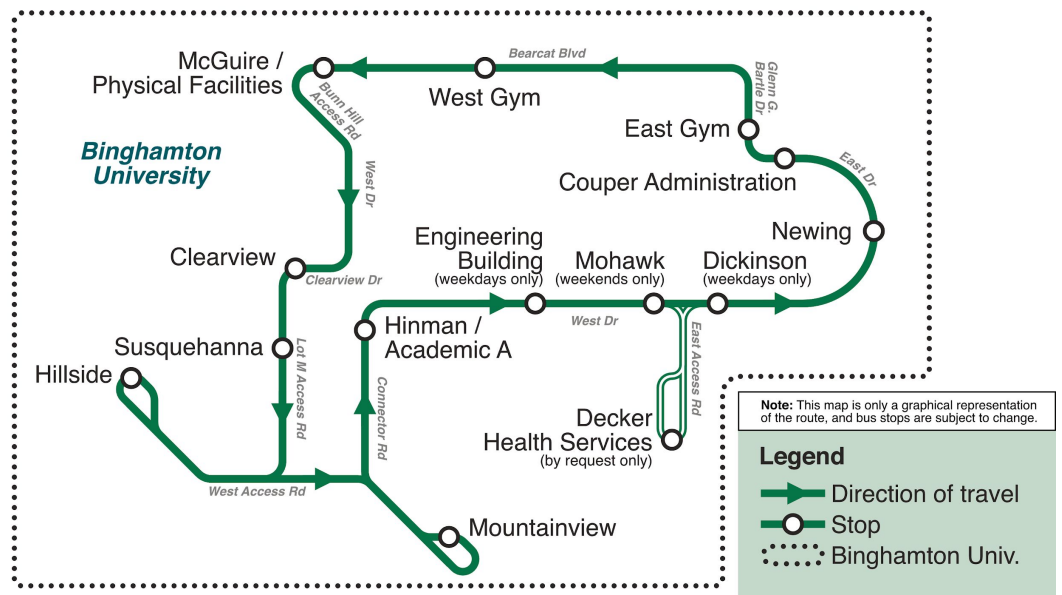 McGuire /
Physical Facilities
Bunn Hill
Access Rd
Bearcat Blvd
West Gym
Glenn G.
Bartle Dr
East Gym
Couper Administration
East Dr
Binghamton
University
West Dr
Newing
Clearview
Clearview Dr
Engineering
Building
(weekdays only)
Mohawk
(weekends only)
Dickinson
(weekdays only)
West Dr
Hinman /
Academic A
Susquehanna
Lot M Access Rd
Hillside
Connector Rd
East Access Rd
Decker
Health Services
(by request only)
West Access Rd
Mountainview
Note: This map is only a graphical representation
of the route, and bus stops are subject to change.
Legend
Direction of travel
Stop
Binghamton Univ.